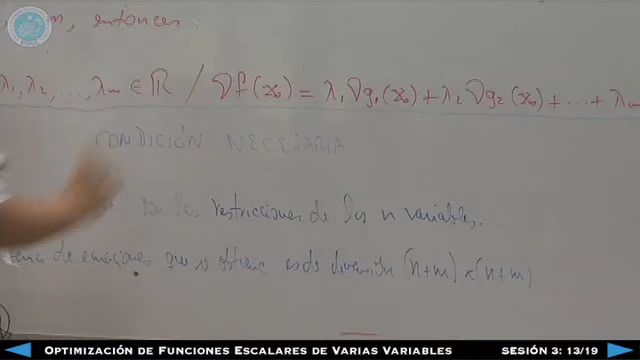 entonces:
λ₁, λ₂, ..., λₘ ∈ ℝ / ∇f(x₀) = λ₁∇g₁(x₀) + λ₂∇g₂(x₀) + ... + λₘ
CONDICIÓN NECESARIA
son las restricciones de las n variables.
de ecuaciones que se obtiene es de dimensión (n+m) x (n+m)
OPTIMIZACIÓN DE FUNCIONES ESCALARES DE VARIAS VARIABLES
SESIÓN 3: 13/19